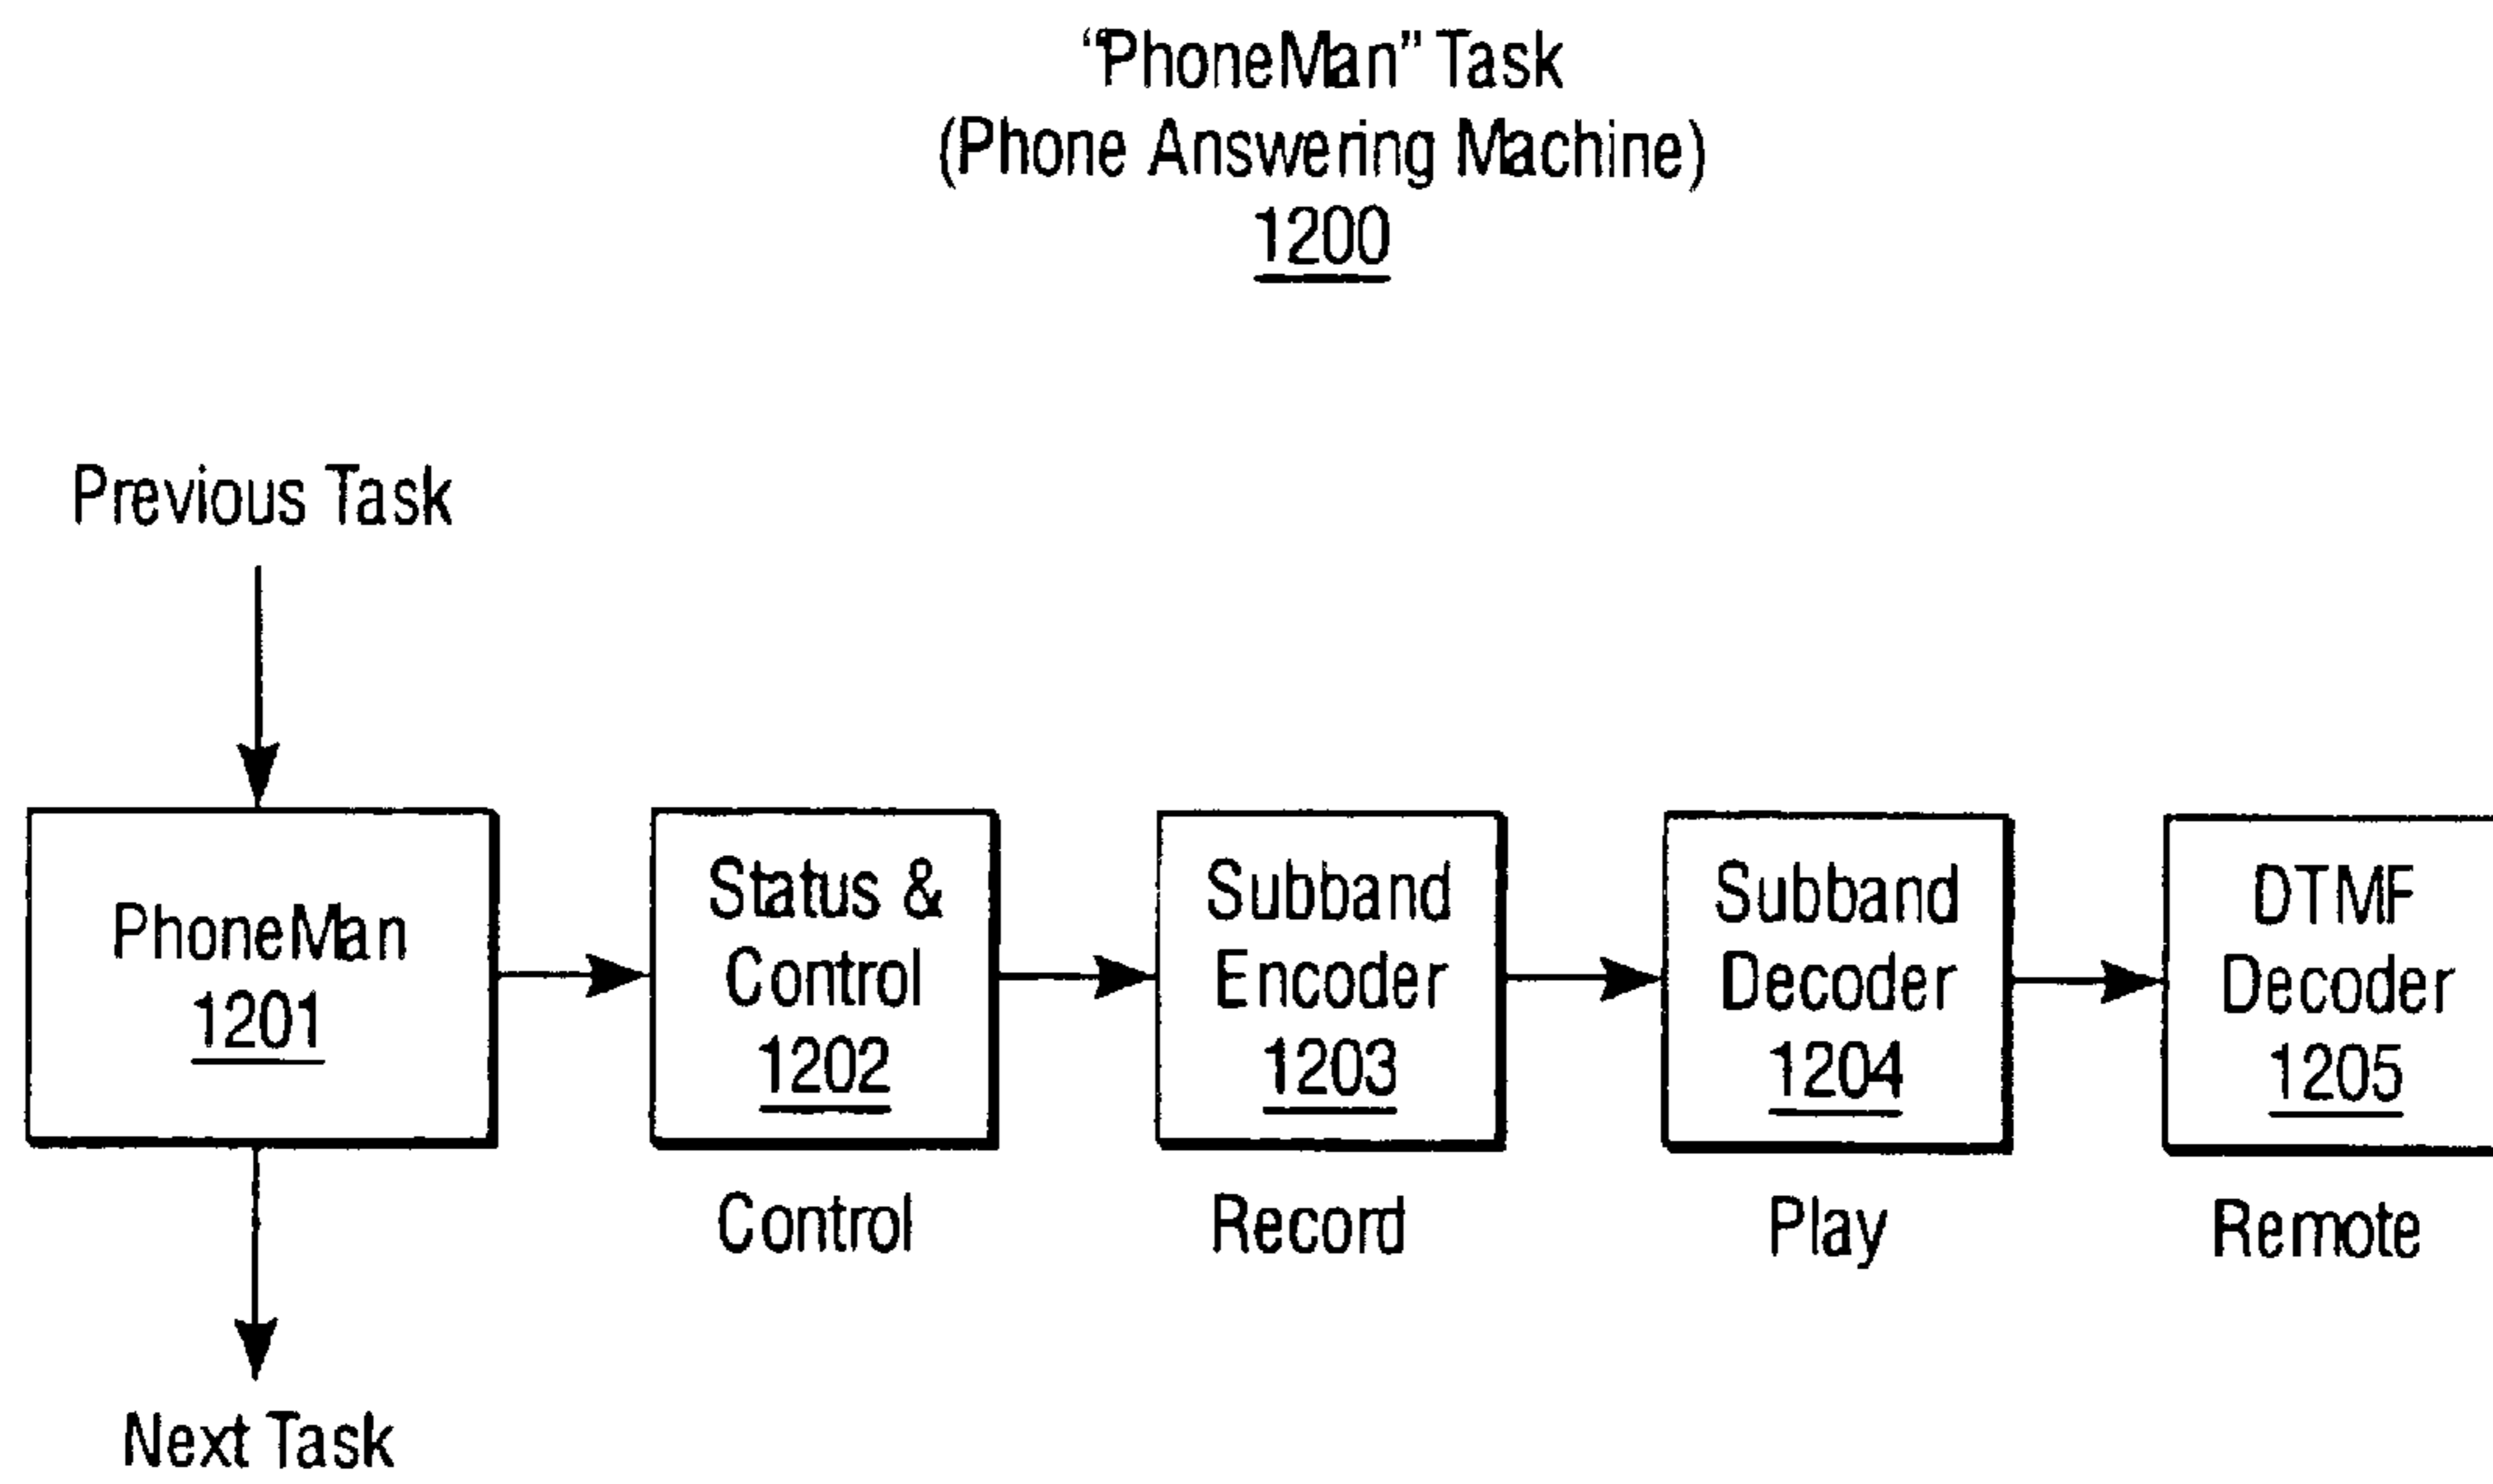 “PhoneMan” Task
(Phone Answering Machine)
1200
Previous Task
PhoneMan
1201
Status &
Control
1202
Subband
Encoder
1203
Subband
Decoder
1204
DTMF
Decoder
1205
Control
Record
Play
Remote
Next Task